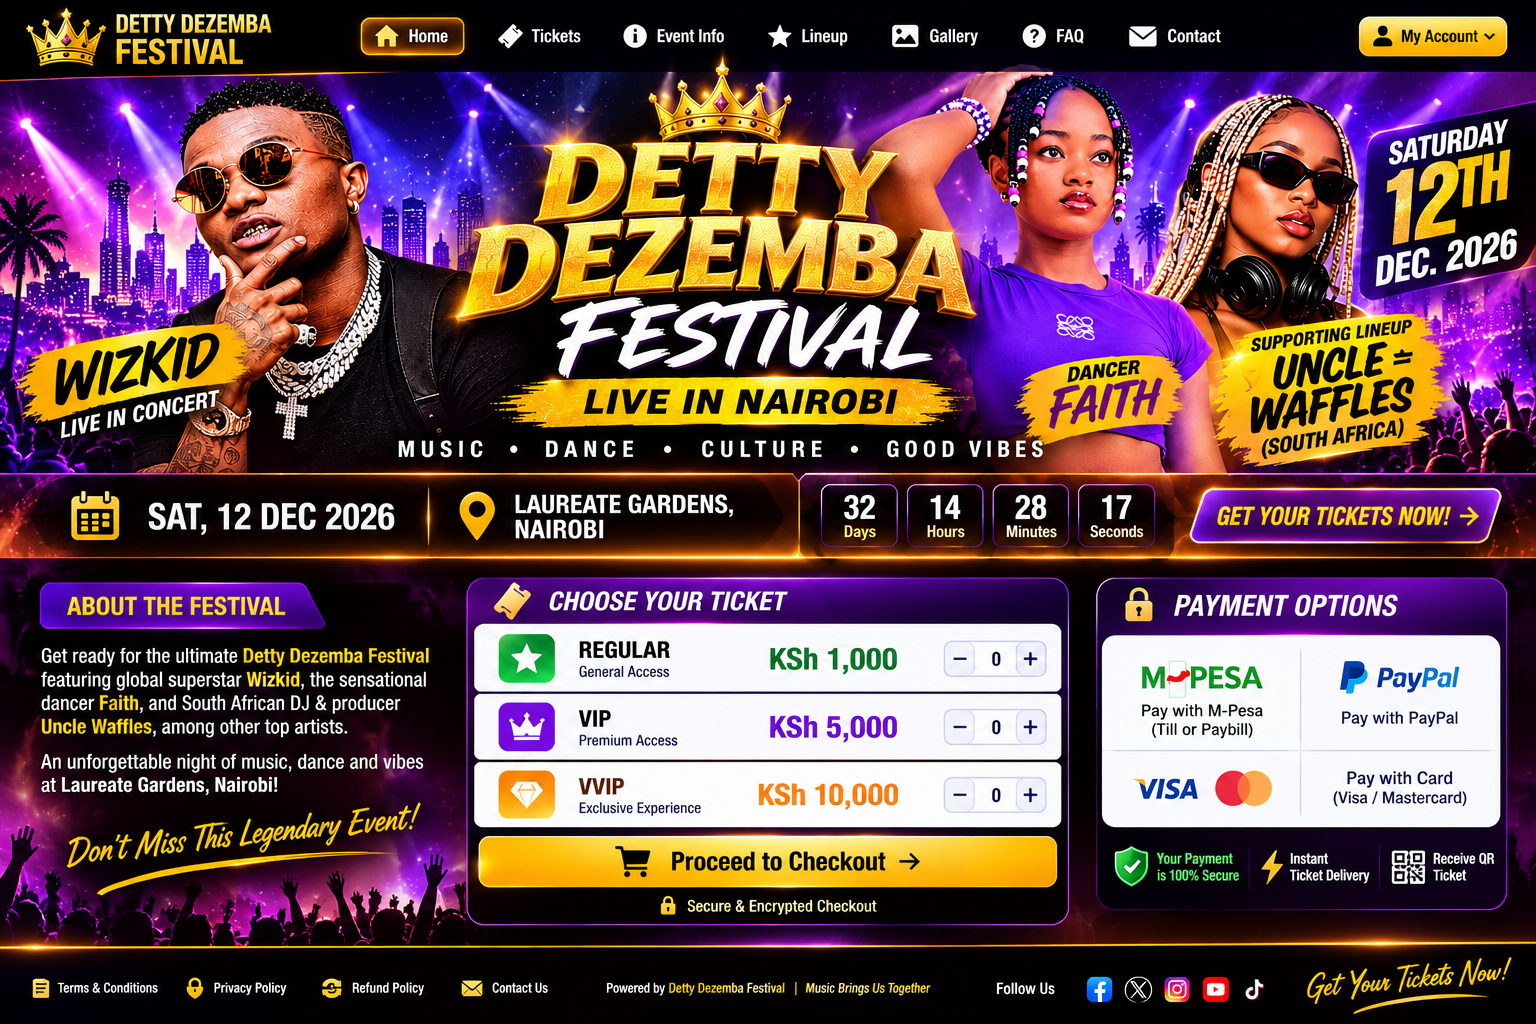 DETTY DEZEMBA
FESTIVAL
Home
Tickets
Event Info
Lineup
Gallery
FAQ
Contact
My Account
DETTY
DEZEMBA
FESTIVAL
LIVE IN NAIROBI
MUSIC • DANCE • CULTURE • GOOD VIBES
WIZKID
LIVE IN CONCERT
DANCER
FAITH
SUPPORTING LINEUP
UNCLE
WAFFLES
(SOUTH AFRICA)
SATURDAY
12TH
DEC. 2026
SAT, 12 DEC 2026
LAUREATE GARDENS,
NAIROBI
32
Days
14
Hours
28
Minutes
17
Seconds
GET YOUR TICKETS NOW! →
ABOUT THE FESTIVAL
Get ready for the ultimate Detty Dezemba Festival
featuring global superstar Wizkid, the sensational
dancer Faith, and South African DJ & producer
Uncle Waffles, among other top artists.
An unforgettable night of music, dance and vibes
at Laureate Gardens, Nairobi!
Don't Miss This Legendary Event!
CHOOSE YOUR TICKET
REGULAR
General Access
KSh 1,000
− 0 +
VIP
Premium Access
KSh 5,000
− 0 +
VVIP
Exclusive Experience
KSh 10,000
− 0 +
Proceed to Checkout →
Secure & Encrypted Checkout
PAYMENT OPTIONS
M-PESA
Pay with M-Pesa
(Till or Paybill)
PayPal
Pay with PayPal
VISA
Pay with Card
(Visa / Mastercard)
Your Payment
is 100% Secure
Instant
Ticket Delivery
Receive QR
Ticket
Terms & Conditions
Privacy Policy
Refund Policy
Contact Us
Powered by Detty Dezemba Festival | Music Brings Us Together
Follow Us
Get Your Tickets Now!